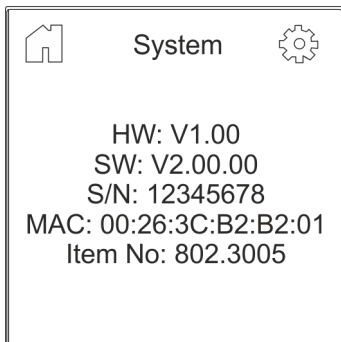 System
HW: V1.00
SW: V2.00.00
S/N: 12345678
MAC: 00:26:3C:B2:B2:01
Item No: 802.3005